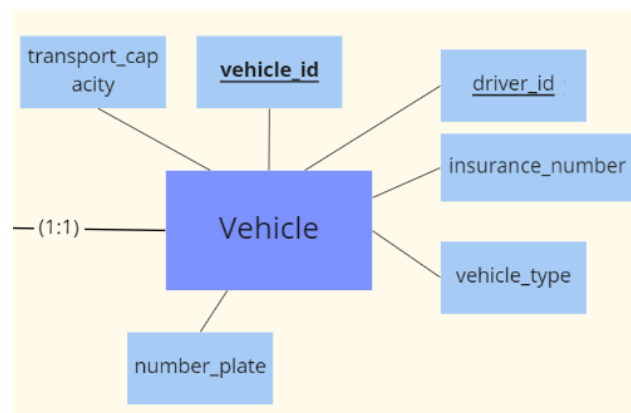 transport_cap
acity
vehicle_id
driver_id
insurance_number
(1:1)
Vehicle
vehicle_type
number_plate